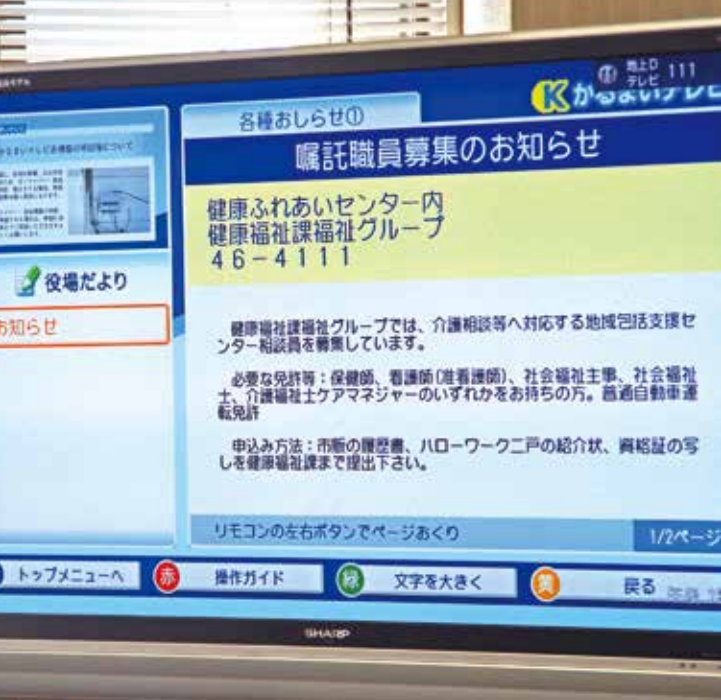 地上D
テレビ 111
K かるまいテレビ
各種おしらせ①
嘱託職員募集のお知らせ
健康ふれあいセンター内
健康福祉課福祉グループ
46-4111
役場だより
お知らせ
健康福祉課福祉グループでは、介護相談等へ対応する地域包括支援セ
ンター相談員を募集しています。
必要な免許等:保健師、看護師(准看護師)、社会福祉主事、社会福祉
士、介護福祉士ケアマネジャーのいずれかをお持ちの方。普通自動車運
転免許
申込み方法:市販の履歴書、ハローワーク二戸の紹介状、資格証の写
しを健康福祉課まで提出下さい。
リモコンの左右ボタンでページおくり
1/2ページ
トップメニューへ
赤 操作ガイド
緑 文字を大きく
黄 戻る
SHARP